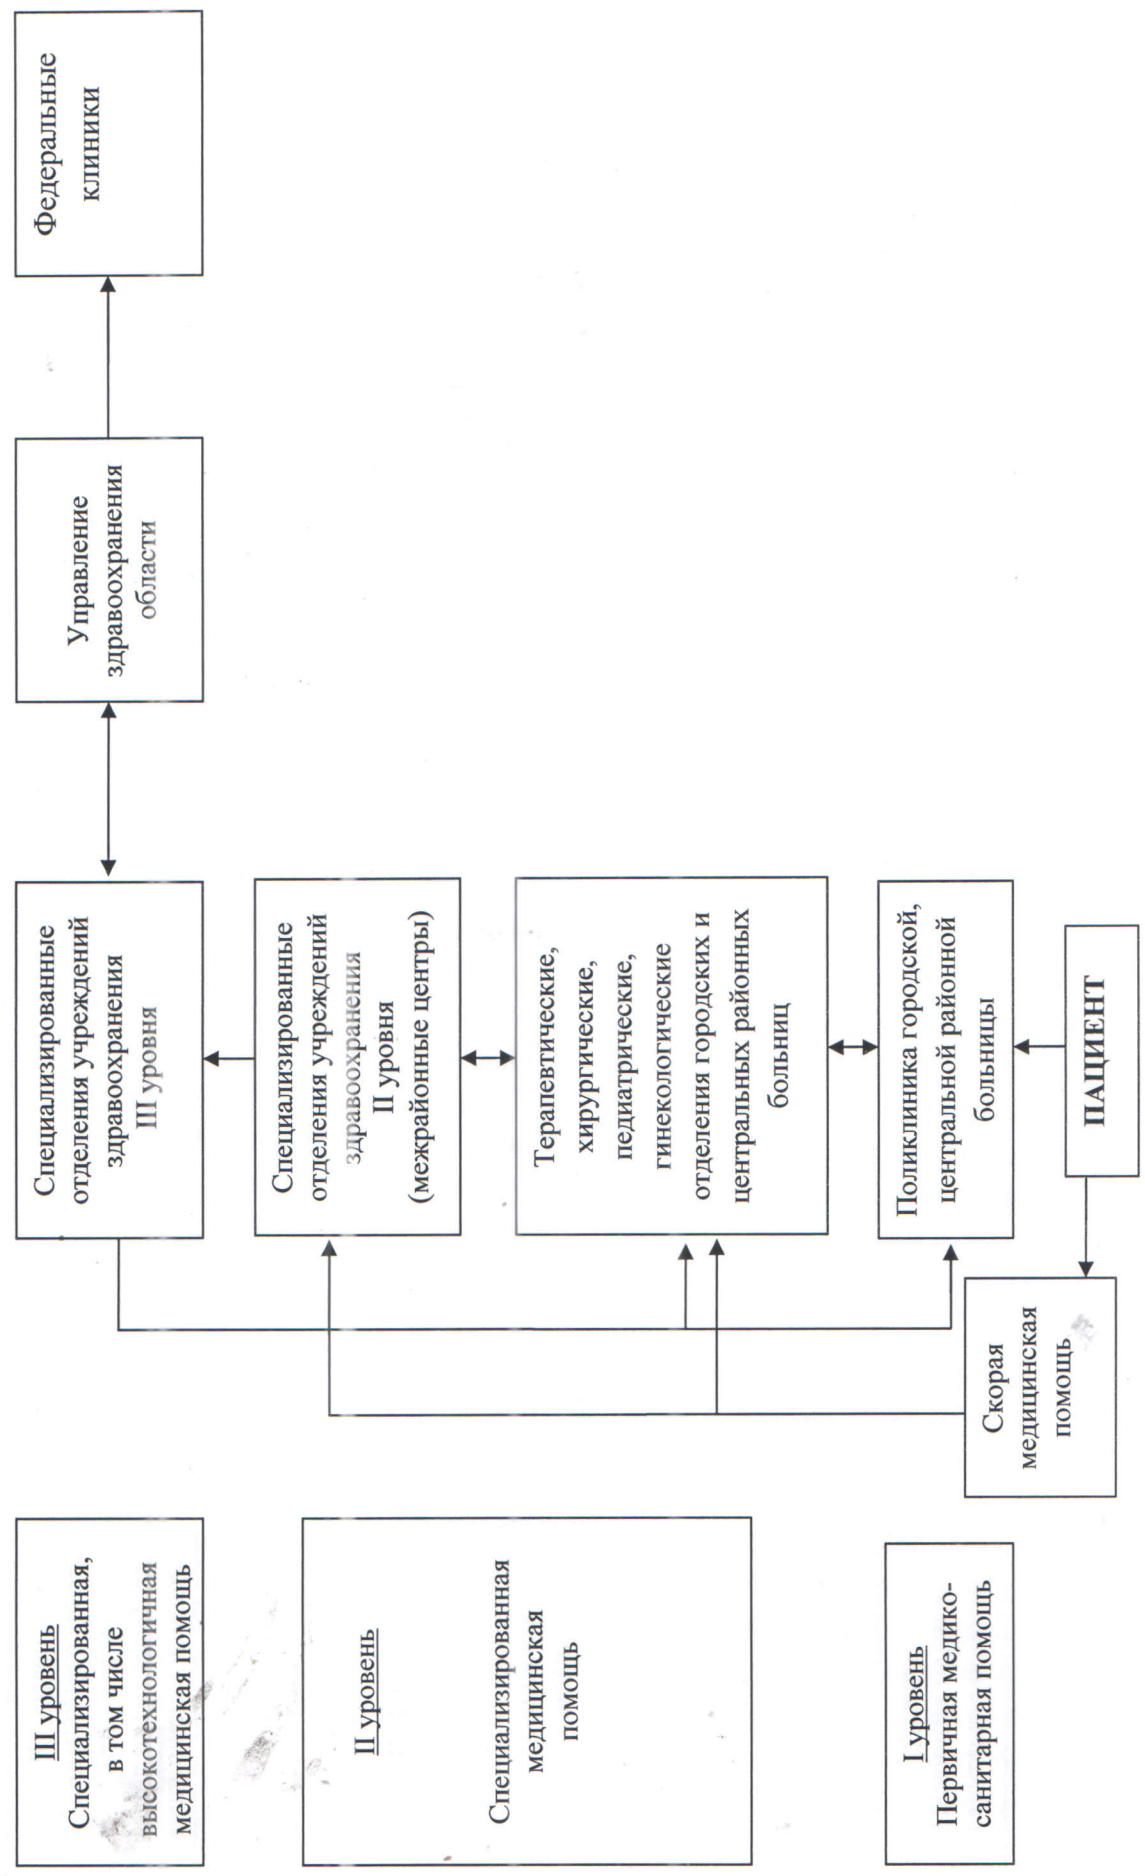 III уровень
Специализированная,
в том числе
высокотехнологичная
медицинская помощь
Специализированные
отделения учреждений
здравоохранения
III уровня
Управление
здравоохранения
области
Федеральные
клиники
II уровень
Специализированная
медицинская
помощь
Специализированные
отделения учреждений
здравоохранения
II уровня
(межрайонные центры)
Терапевтические,
хирургические,
педиатрические,
гинекологические
отделения городских и
центральных районных
больниц
I уровень
Первичная медико-
санитарная помощь
Поликлиника городской,
центральной районной
больницы
Скорая
медицинская
помощь
ПАЦИЕНТ